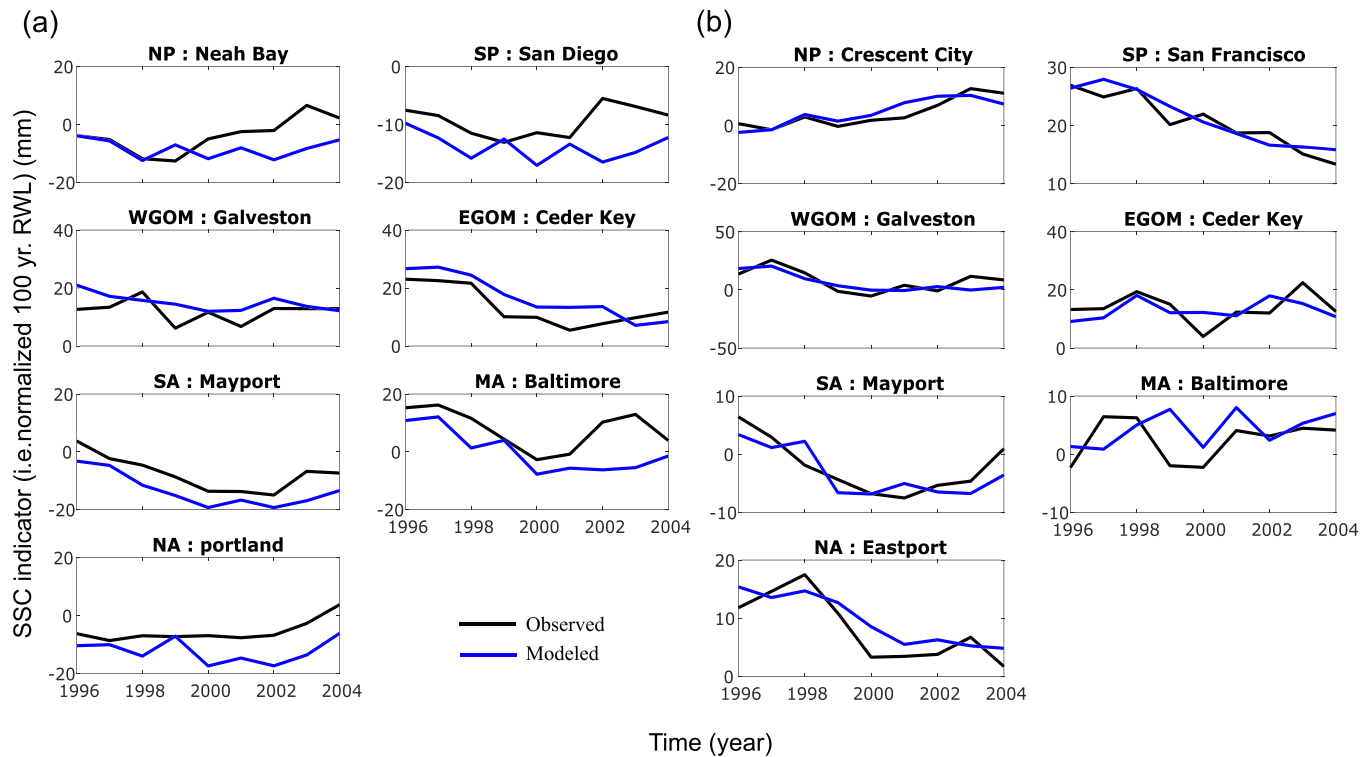 (a)
(b)
SSC indicator (i.e.normalized 100 yr. RWL) (mm)
NP : Neah Bay
20
0
-20
SP : San Diego
0
-10
-20
WGOM : Galveston
40
20
0
EGOM : Ceder Key
40
20
0
SA : Mayport
20
0
-20
MA : Baltimore
20
0
-20
1996 1998 2000 2002 2004
NA : portland
20
0
-20
1996 1998 2000 2002 2004
Observed
Modeled
NP : Crescent City
20
0
-20
SP : San Francisco
30
20
10
WGOM : Galveston
50
0
-50
EGOM : Ceder Key
40
20
0
SA : Mayport
10
0
-10
MA : Baltimore
10
0
-10
1996 1998 2000 2002 2004
NA : Eastport
20
10
0
1996 1998 2000 2002 2004
Time (year)